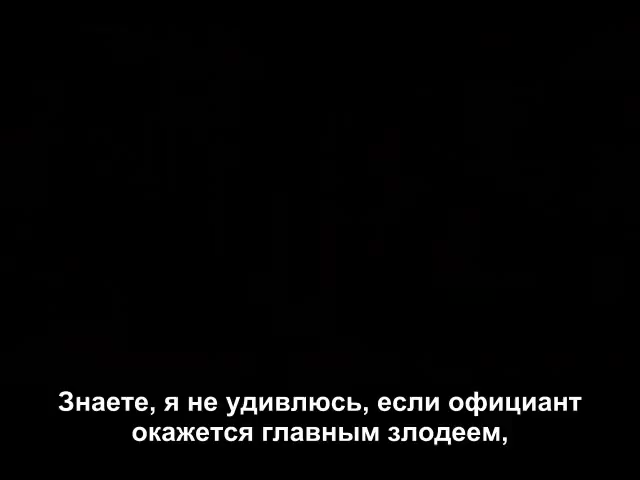 Знаете, я не удивлюсь, если официант
окажется главным злодеем,